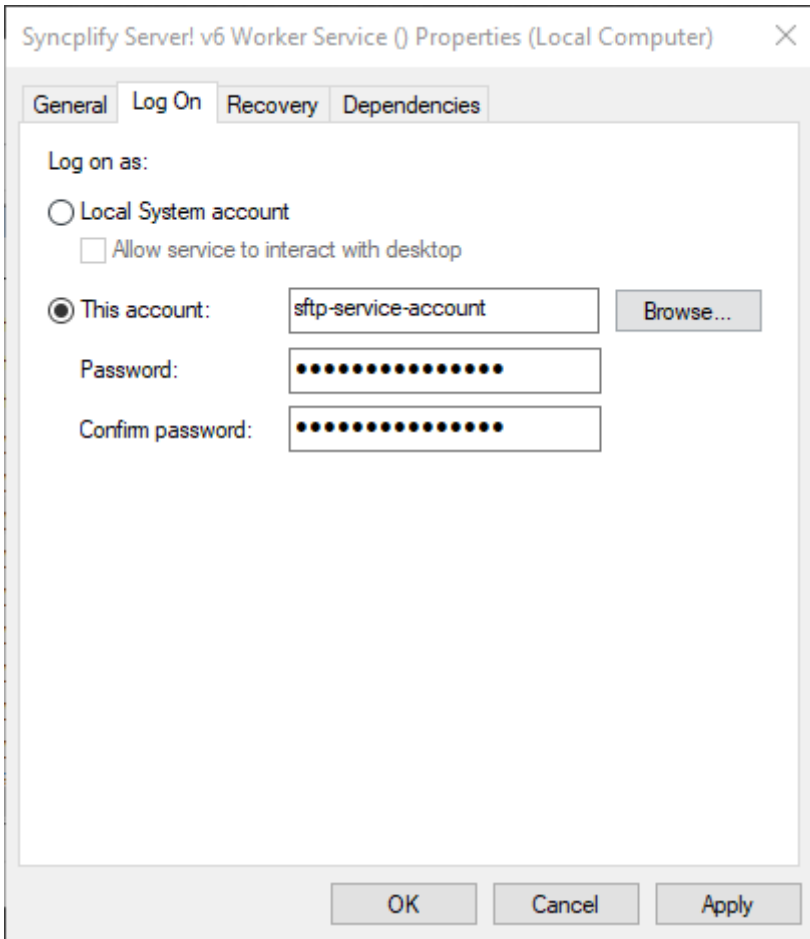 Syncplify Server! v6 Worker Service () Properties (Local Computer)
General Log On Recovery Dependencies
Log on as:
Local System account
Allow service to interact with desktop
This account: sftp-service-account Browse...
Password: •••••••••••••••
Confirm password: •••••••••••••••
OK Cancel Apply